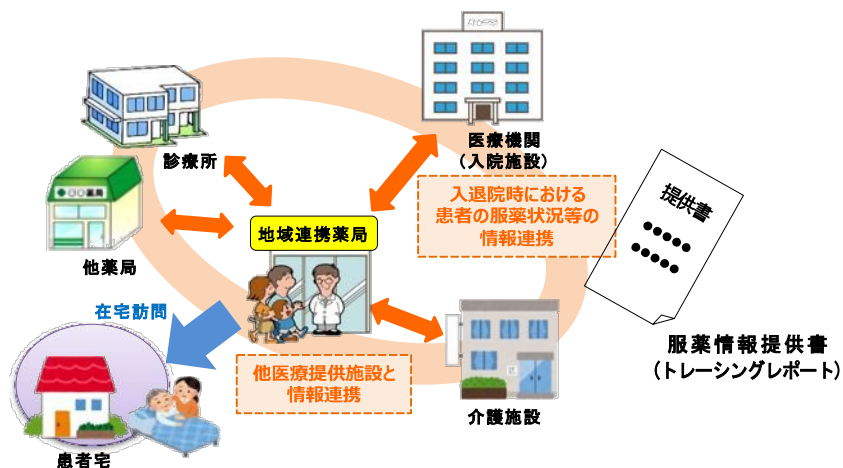 診療所
医療機関
(入院施設)
入退院時における
患者の服薬状況等の
情報連携
提供書
●●●●●
●●●●●
〇〇薬局
他薬局
地域連携薬局
在宅訪問
他医療提供施設と
情報連携
患者宅
介護施設
服薬情報提供書
(トレーシングレポート)